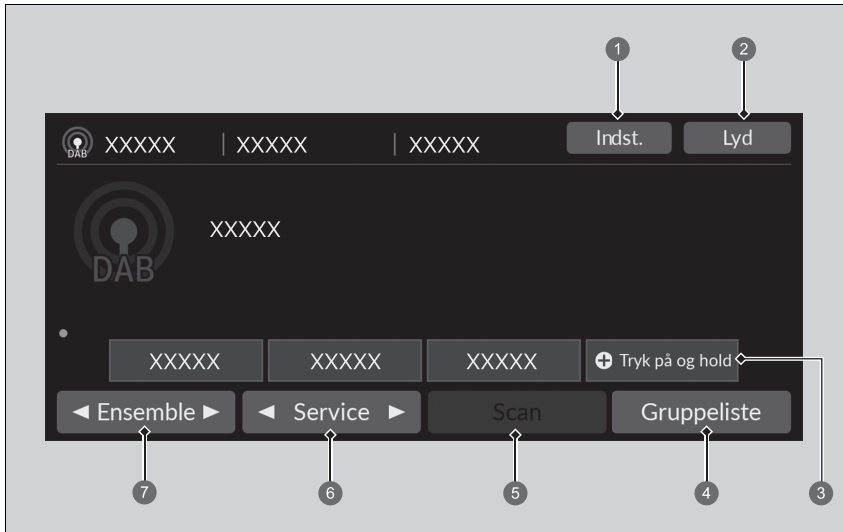 1 2
DAB XXXXX | XXXXX | XXXXX Indst. Lyd
DAB XXXXX
XXXXX XXXXX XXXXX Tryk på og hold
Ensemble Service Scan Gruppeliste
7 6 5 4 3